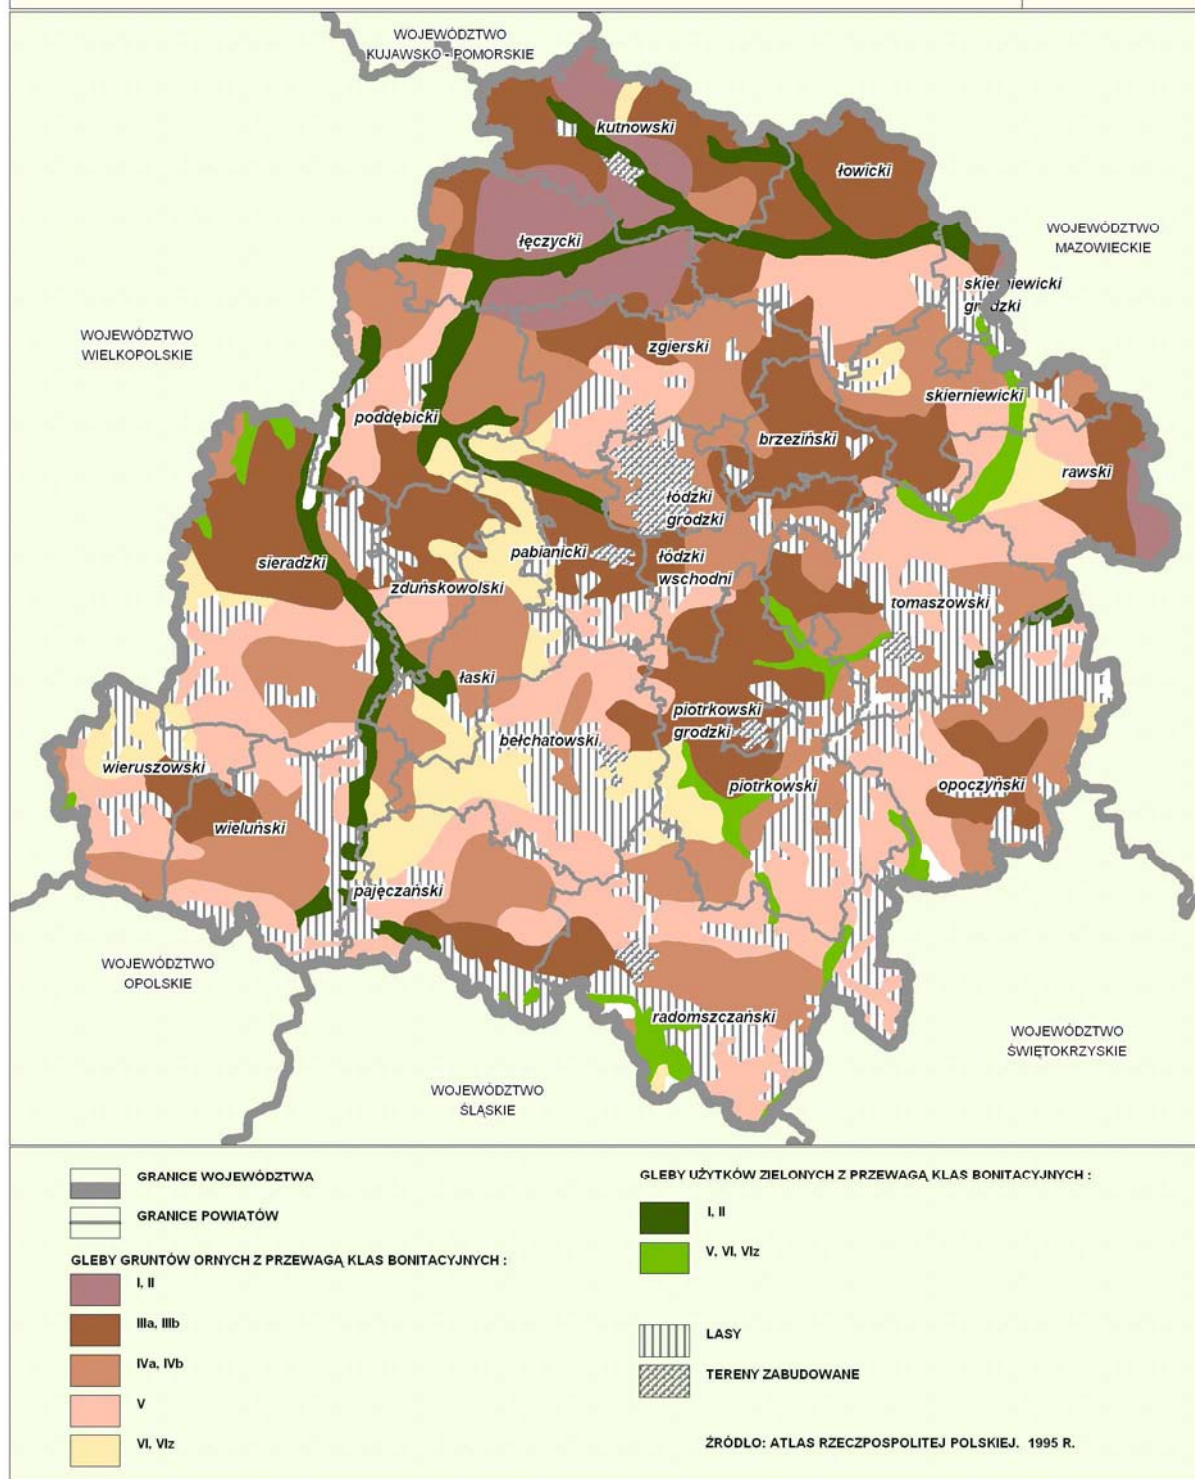 WOJEWÓDZTWO
KUJAWSKO - POMORSKIE
kutnowski
łowicki
WOJEWÓDZTWO
MAZOWIECKIE
łęczycki
skierniewicki
grodzki
WOJEWÓDZTWO
WIELKOPOLSKIE
zgierski
skierniewicki
poddębicki
brzeziński
rawski
łódzki
grodzki
sieradzki
pabianicki
łódzki
wschodni
zduńskowolski
tomaszowski
łaski
piotrkowski
grodzki
bełchatowski
wieruszowski
piotrkowski
opoczyński
wieluński
pajęczański
WOJEWÓDZTWO
OPOLSKIE
radomszczański
WOJEWÓDZTWO
ŚWIĘTOKRZYSKIE
WOJEWÓDZTWO
ŚLĄSKIE
GRANICE WOJEWÓDZTWA
GRANICE POWIATÓW
GLEBY GRUNTÓW ORNYCH Z PRZEWAGĄ KLAS BONITACYJNYCH :
I, II
IIIa, IIIb
IVa, IVb
V
VI, VIz
GLEBY UŻYTKÓW ZIELONYCH Z PRZEWAGĄ KLAS BONITACYJNYCH :
I, II
V, VI, VIz
LASY
TERENY ZABUDOWANE
ŹRÓDŁO: ATLAS RZECZPOSPOLITEJ POLSKIEJ. 1995 R.